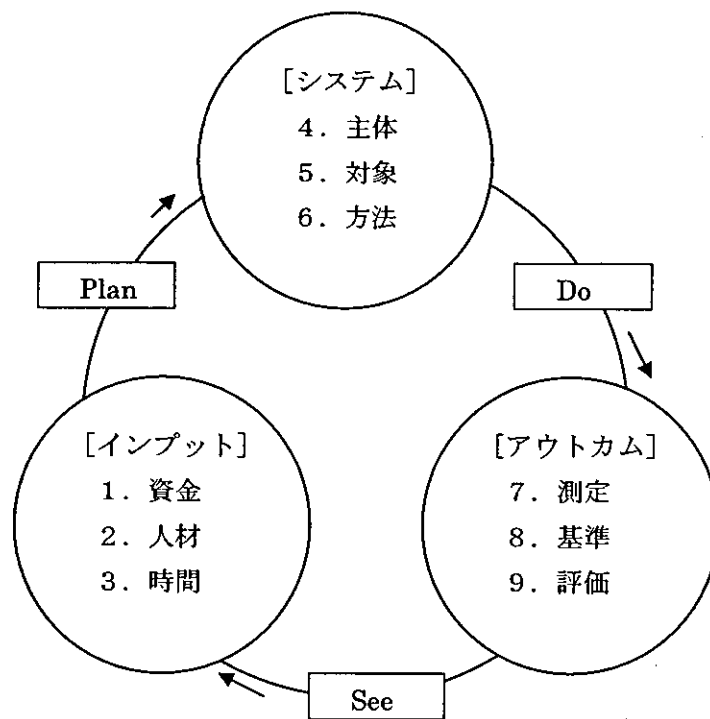 [システム]
4．主体
5．対象
6．方法
Plan
Do
[インプット]
1．資金
2．人材
3．時間
[アウトカム]
7．測定
8．基準
9．評価
See